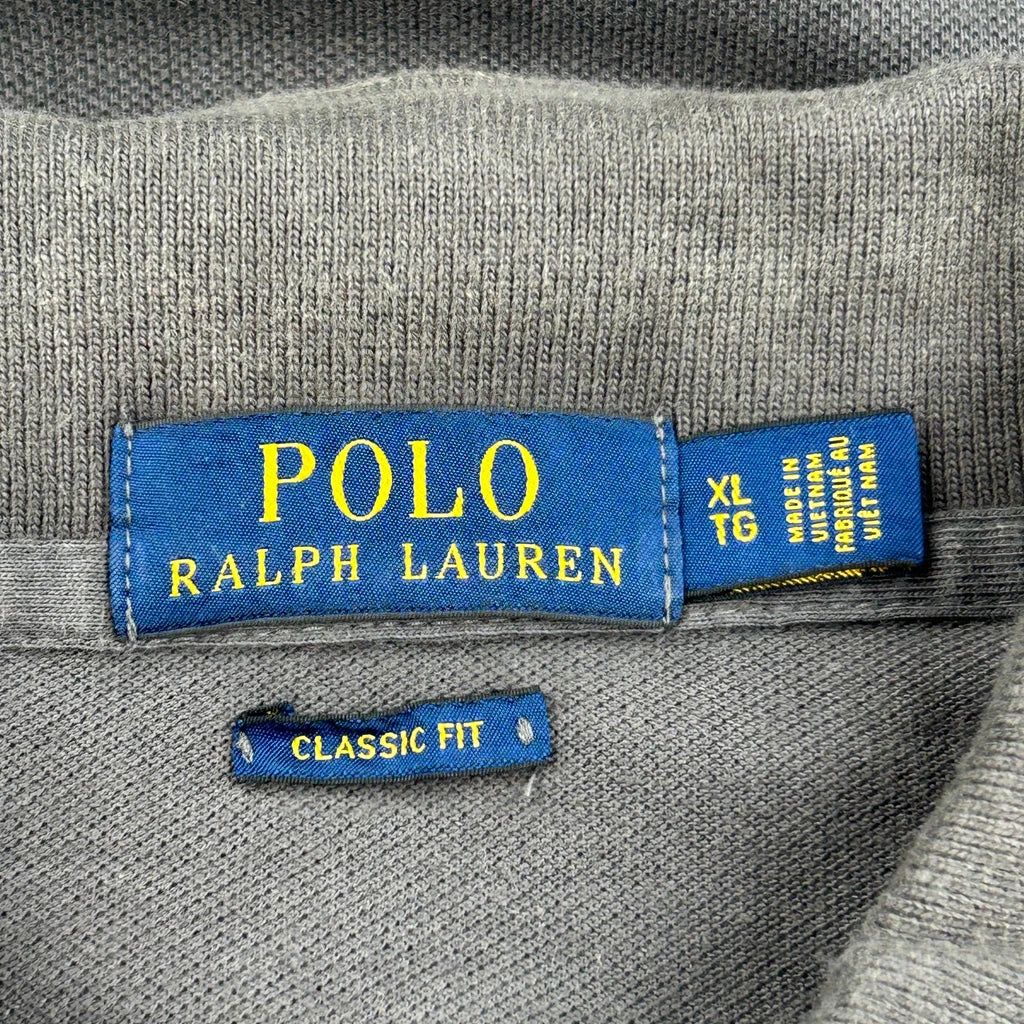 POLO
RALPH LAUREN
XL
TG
MADE IN
VIETNAM
FABRIQUÉ AU
VIÊT NAM
CLASSIC FIT